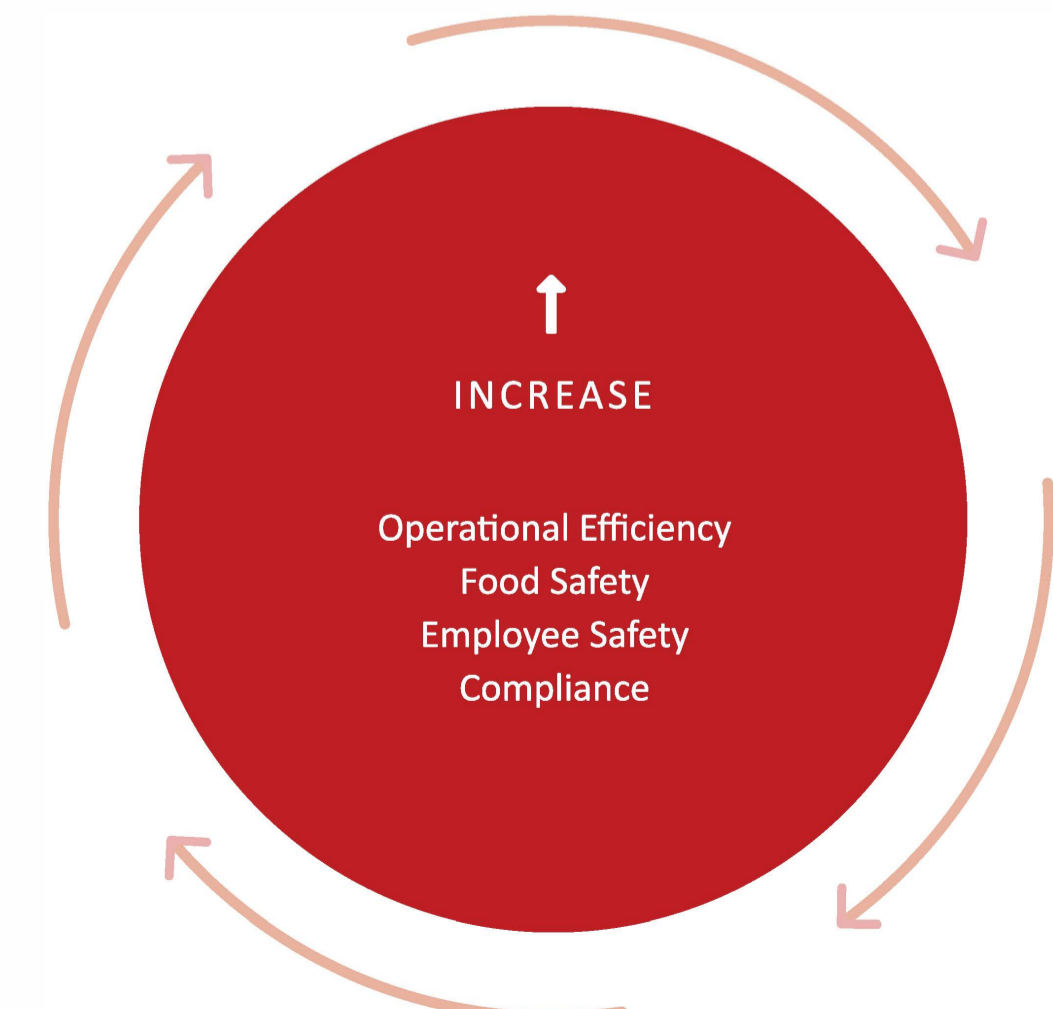 INCREASE
Operational Efficiency
Food Safety
Employee Safety
Compliance